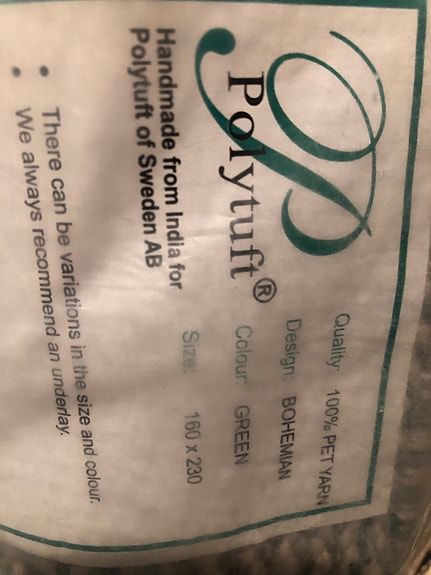 P
Polytuft®
Handmade from India for
Polytuft of Sweden AB
Quality: 100% PET YARN
Design: BOHEMIAN
Colour: GREEN
Size: 160 x 230
• There can be variations in the size and colour.
• We always recommend an underlay.